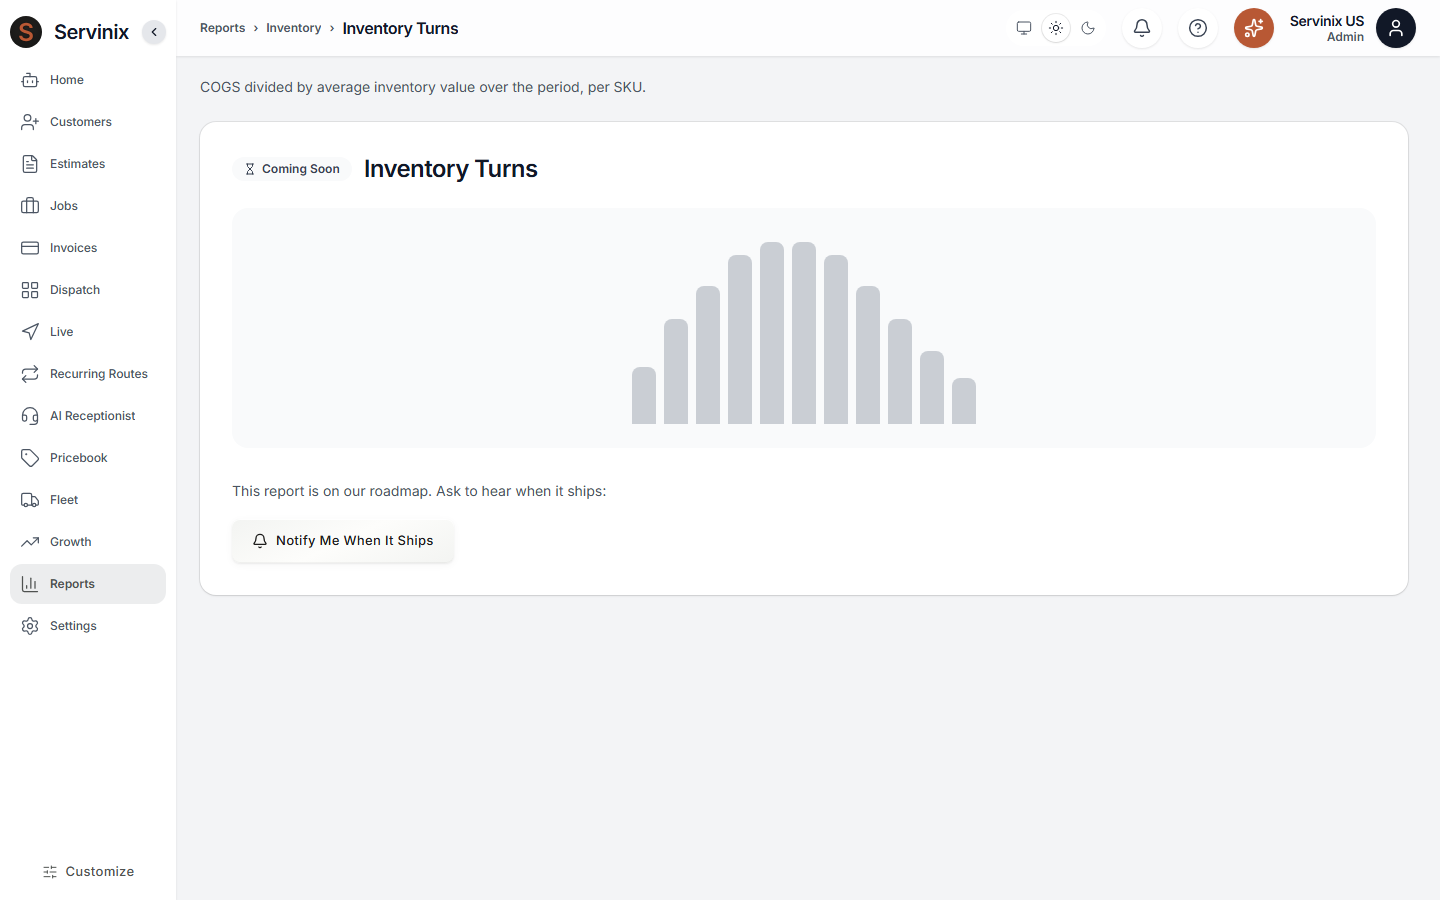 S
Servinix
Home
Customers
Estimates
Jobs
Invoices
Dispatch
Live
Recurring Routes
AI Receptionist
Pricebook
Fleet
Growth
Reports
Settings
Customize
Reports › Inventory › Inventory Turns
Servinix US
Admin
COGS divided by average inventory value over the period, per SKU.
Coming Soon
Inventory Turns
This report is on our roadmap. Ask to hear when it ships:
Notify Me When It Ships